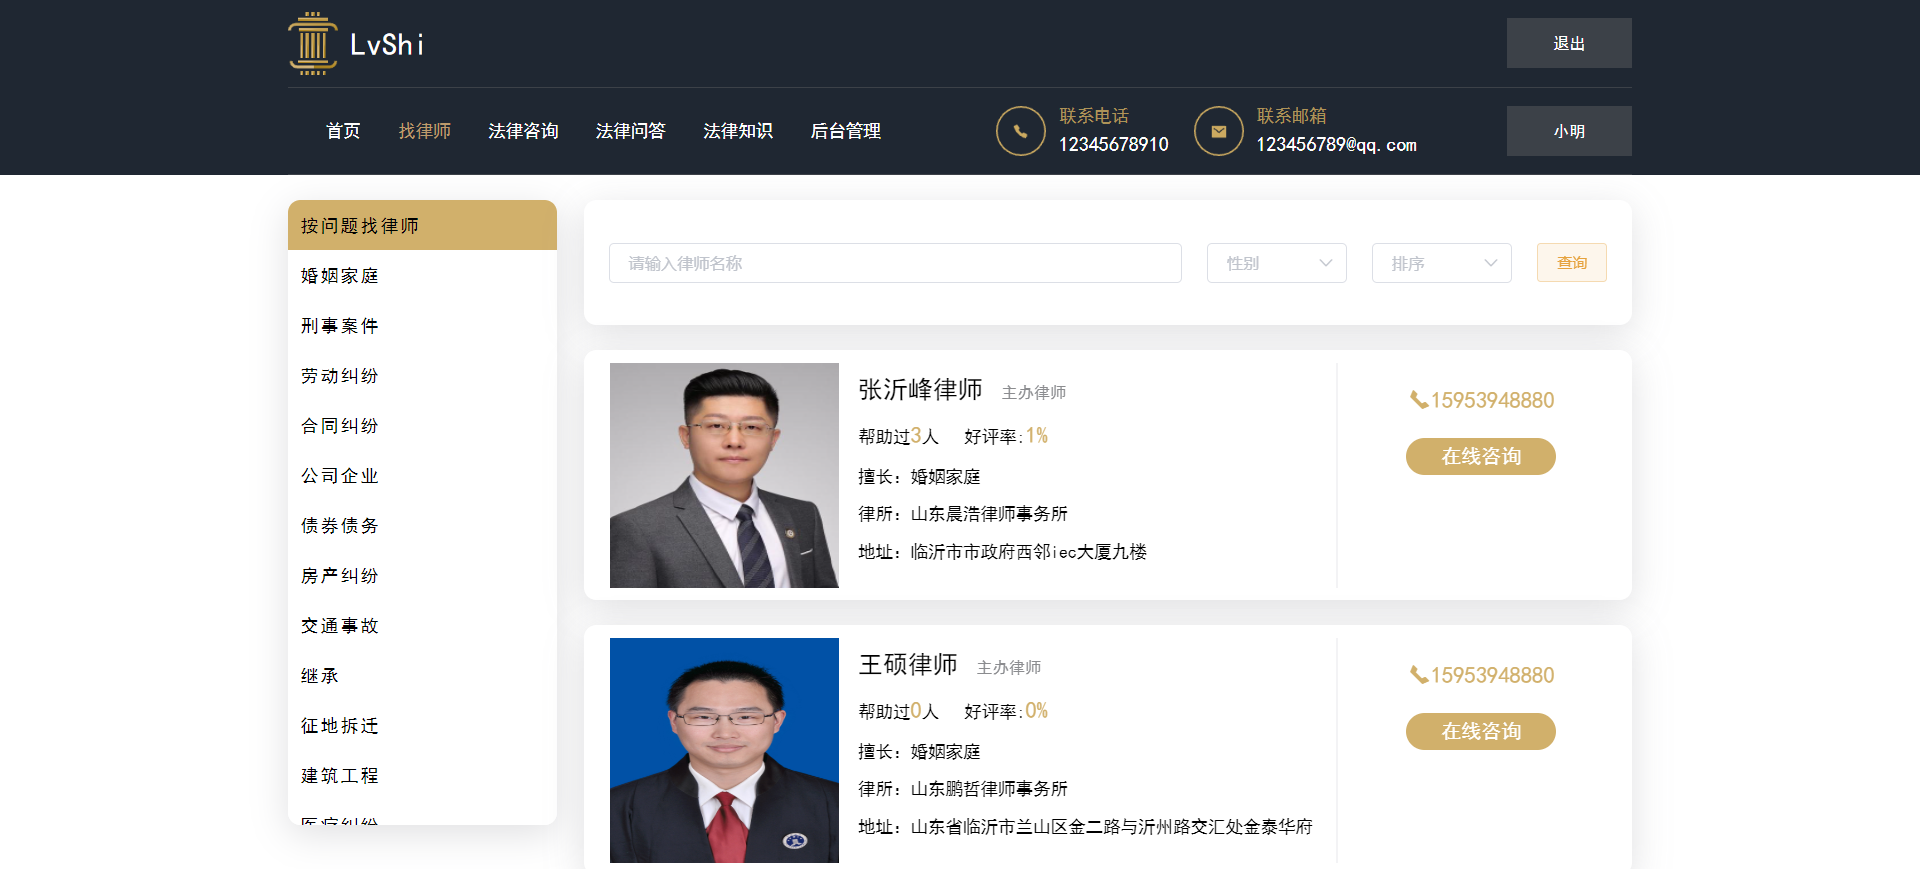 LvShi
退出
首页 找律师 法律咨询 法律问答 法律知识 后台管理
联系电话
12345678910
联系邮箱
123456789@qq.com
小明
按问题找律师
婚姻家庭
刑事案件
劳动纠纷
合同纠纷
公司企业
债券债务
房产纠纷
交通事故
继承
征地拆迁
建筑工程
医疗纠纷
请输入律师名称 性别 排序 查询
张沂峰律师 主办律师
帮助过3人 好评率:1%
擅长：婚姻家庭
律所：山东晨浩律师事务所
地址：临沂市市政府西邻iec大厦九楼
15953948880
在线咨询
王硕律师 主办律师
帮助过0人 好评率:0%
擅长：婚姻家庭
律所：山东鹏哲律师事务所
地址：山东省临沂市兰山区金二路与沂州路交汇处金泰华府
15953948880
在线咨询